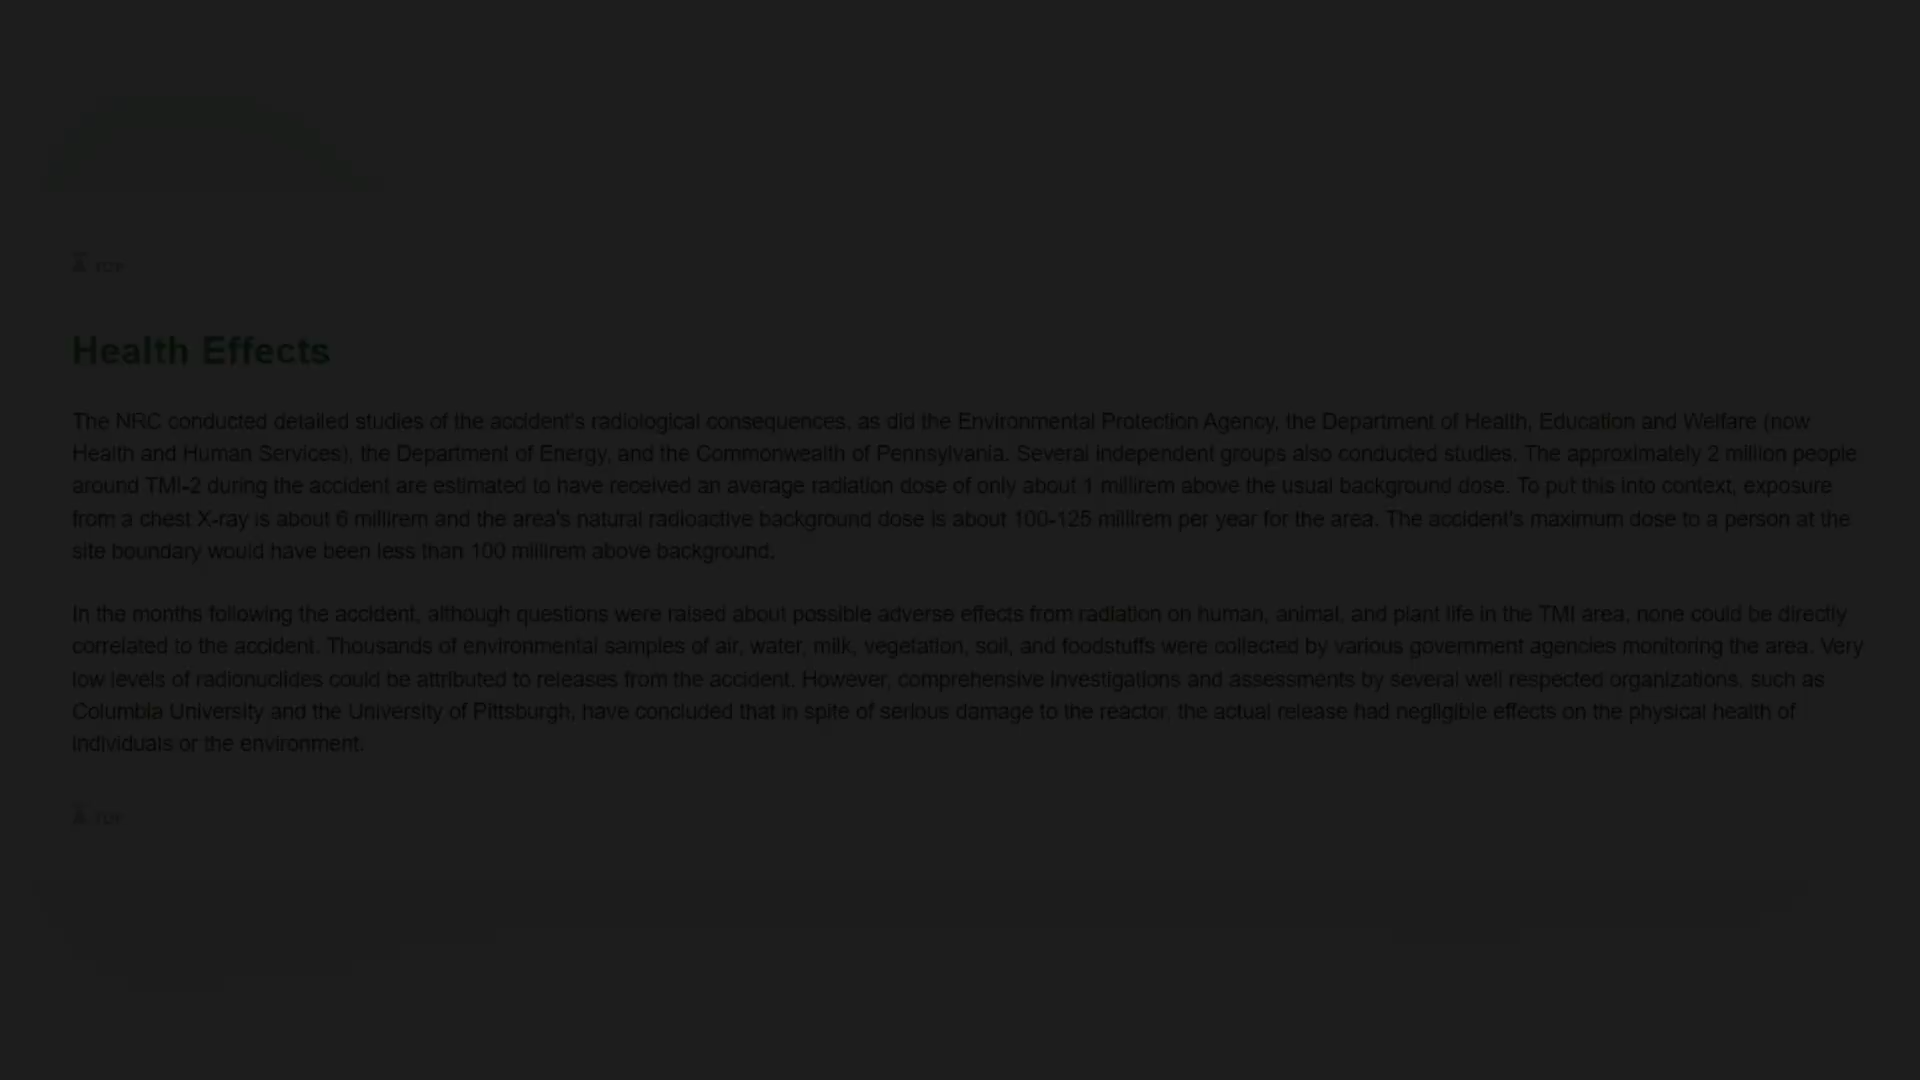 TOP
Health Effects
The NRC conducted detailed studies of the accident's radiological consequences, as did the Environmental Protection Agency, the Department of Health, Education and Welfare (now
Health and Human Services), the Department of Energy, and the Commonwealth of Pennsylvania. Several independent groups also conducted studies. The approximately 2 million people
around TMI-2 during the accident are estimated to have received an average radiation dose of only about 1 millirem above the usual background dose. To put this into context, exposure
from a chest X-ray is about 6 millirem and the area's natural radioactive background dose is about 100-125 millirem per year for the area. The accident's maximum dose to a person at the
site boundary would have been less than 100 millirem above background.
In the months following the accident, although questions were raised about possible adverse effects from radiation on human, animal, and plant life in the TMI area, none could be directly
correlated to the accident. Thousands of environmental samples of air, water, milk, vegetation, soil, and foodstuffs were collected by various government agencies monitoring the area. Very
low levels of radionuclides could be attributed to releases from the accident. However, comprehensive investigations and assessments by several well respected organizations, such as
Columbia University and the University of Pittsburgh, have concluded that in spite of serious damage to the reactor, the actual release had negligible effects on the physical health of
individuals or the environment.
TOP